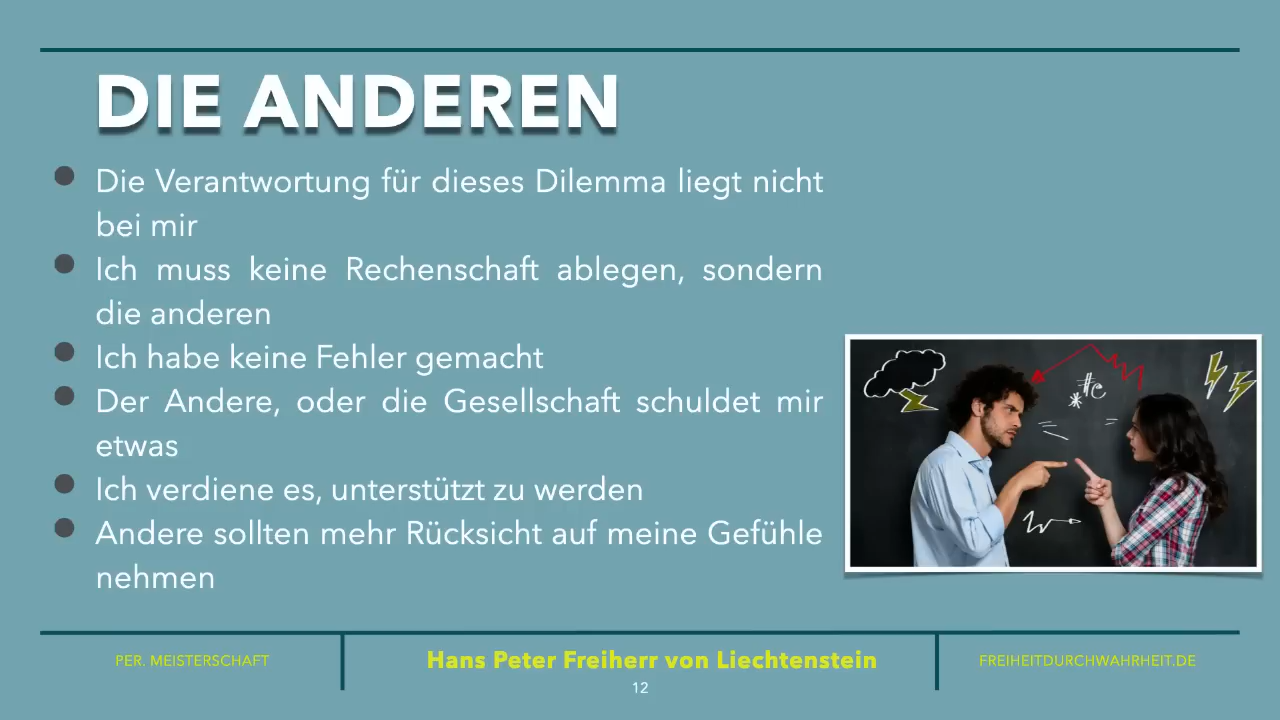 DIE ANDEREN
Die Verantwortung für dieses Dilemma liegt nicht
bei mir
Ich muss keine Rechenschaft ablegen, sondern
die anderen
Ich habe keine Fehler gemacht
Der Andere, oder die Gesellschaft schuldet mir
etwas
Ich verdiene es, unterstützt zu werden
Andere sollten mehr Rücksicht auf meine Gefühle
nehmen
PER. MEISTERSCHAFT
Hans Peter Freiherr von Liechtenstein
FREIHEITDURCHWAHRHEIT.DE
12